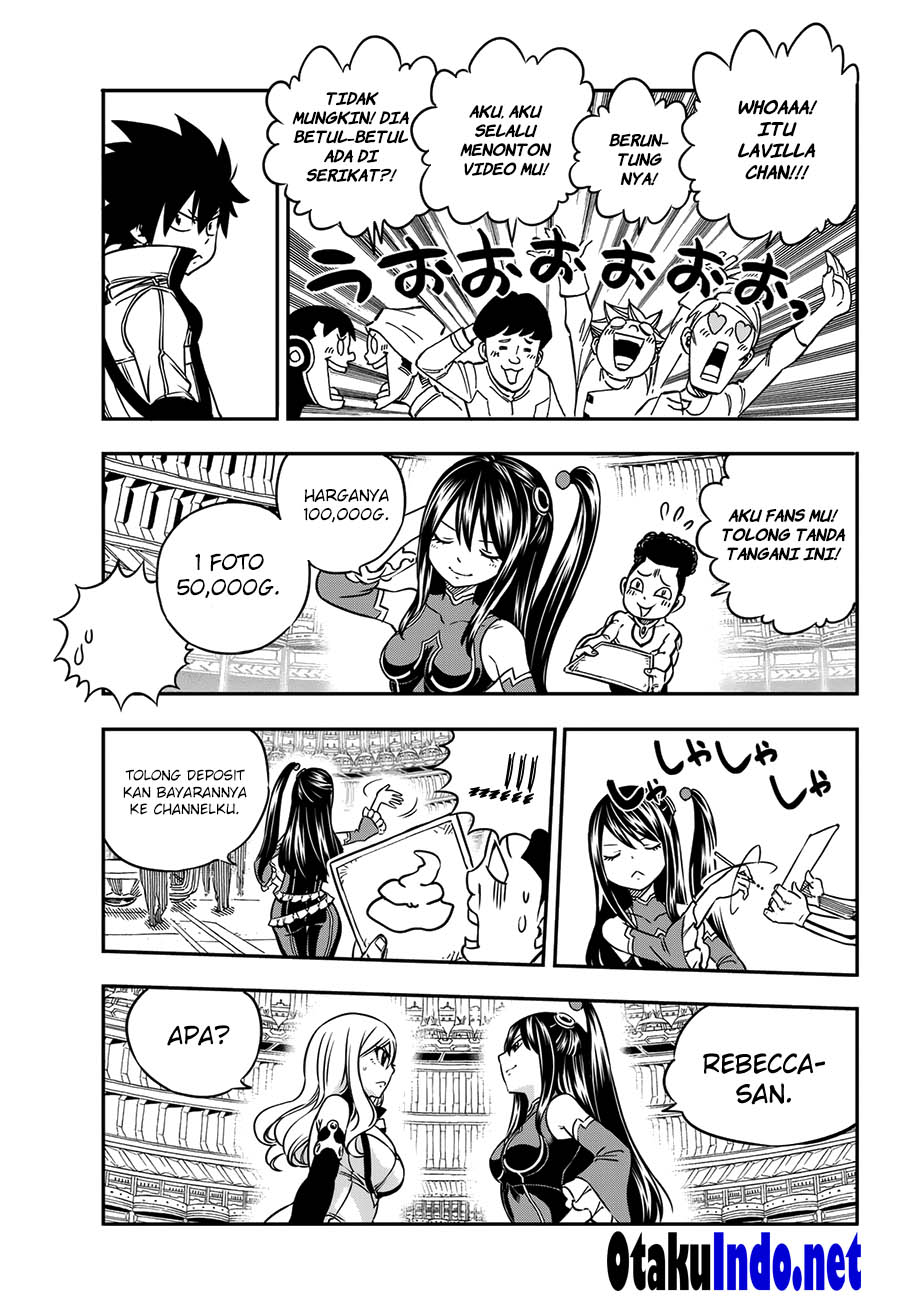 WHOAAA!
ITU
LAVILLA
CHAN!!!
BERUN-
TUNG
NYA!
AKU. AKU
SELALU
MENONTON
VIDEO MU!
TIDAK
MUNGKIN! DIA
BETUL-BETUL
ADA DI
SERIKAT?!
うおおおおおおっ
AKU FANS MU!
TOLONG TANDA
TANGANI INI!
HARGANYA
100,000G.
1 FOTO
50,000G.
しゃしゃ
しゃ しゃ
!!!
TOLONG DEPOSIT
KAN BAYARANNYA
KE CHANNELKU.
REBECCA-
SAN.
APA?
OtakuIndo.net